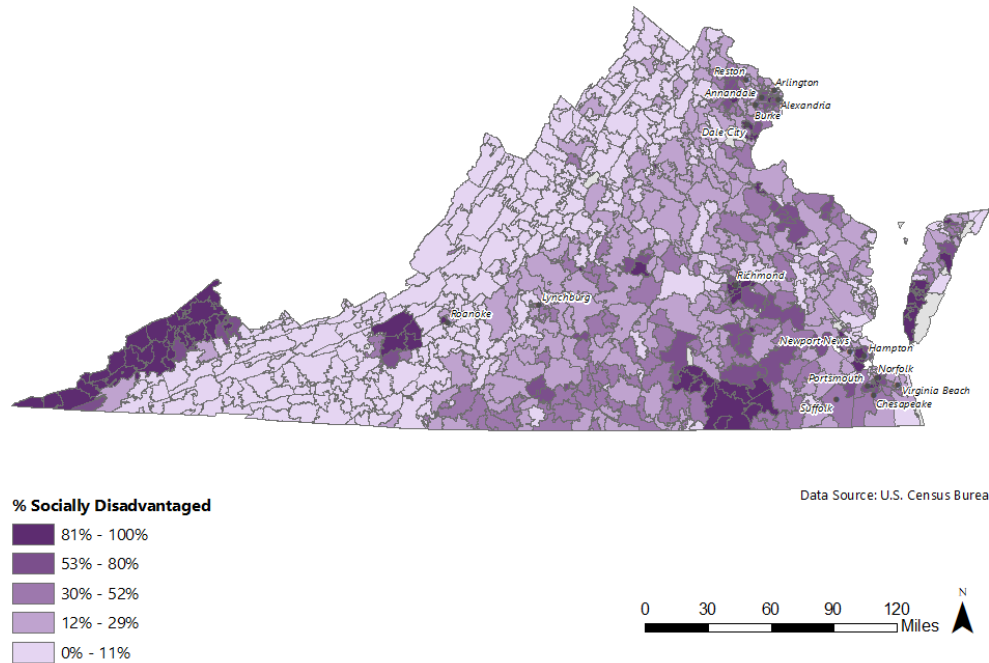 Reston
Arlington
Annandale
Alexandria
Burke
Dale City
Richmond
Lynchburg
Roanoke
Newport News
Hampton
Norfolk
Portsmouth
Virginia Beach
Suffolk
Chesapeake
% Socially Disadvantaged
Data Source: U.S. Census Burea
81% - 100%
53% - 80%
30% - 52%
12% - 29%
0% - 11%
N
0 30 60 90 120
Miles